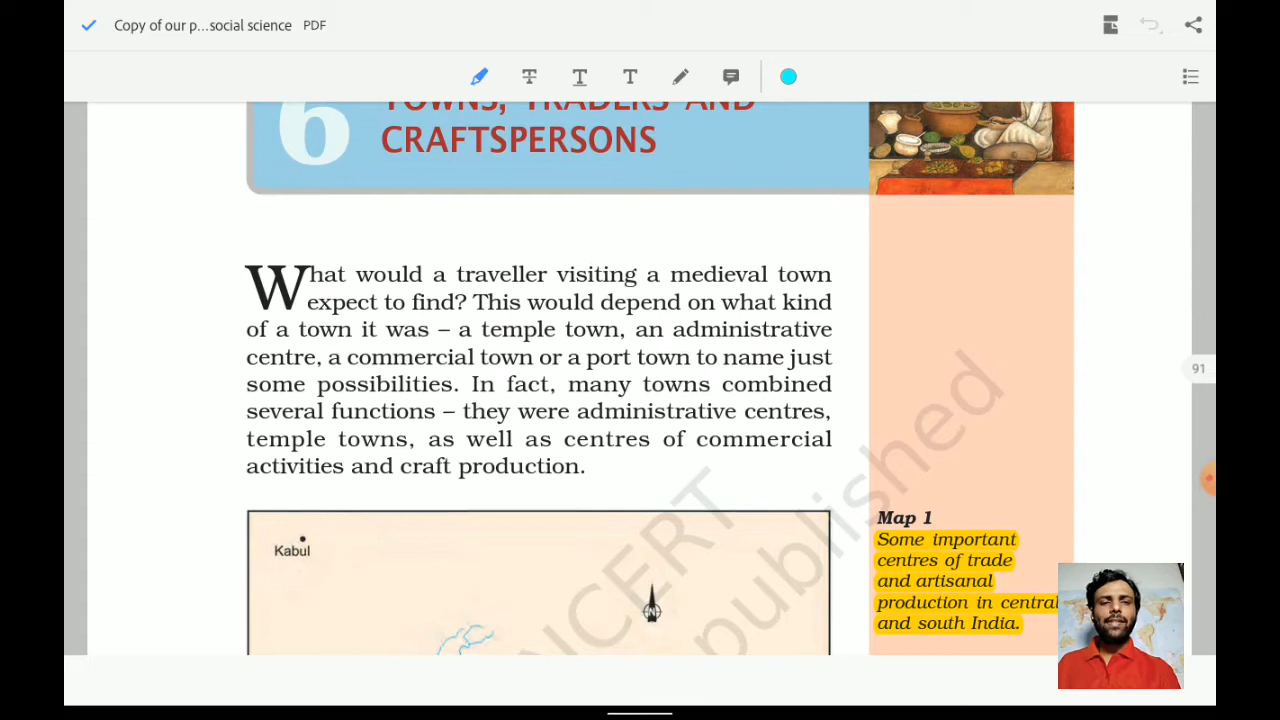 Copy of our p...social science PDF
6
TOWNS, TRADERS AND
CRAFTSPERSONS
What would a traveller visiting a medieval town
expect to find? This would depend on what kind
of a town it was – a temple town, an administrative
centre, a commercial town or a port town to name just
some possibilities. In fact, many towns combined
several functions – they were administrative centres,
temple towns, as well as centres of commercial
activities and craft production.
91
Kabul
N
Map 1
Some important
centres of trade
and artisanal
production in central
and south India.
NCERT
published